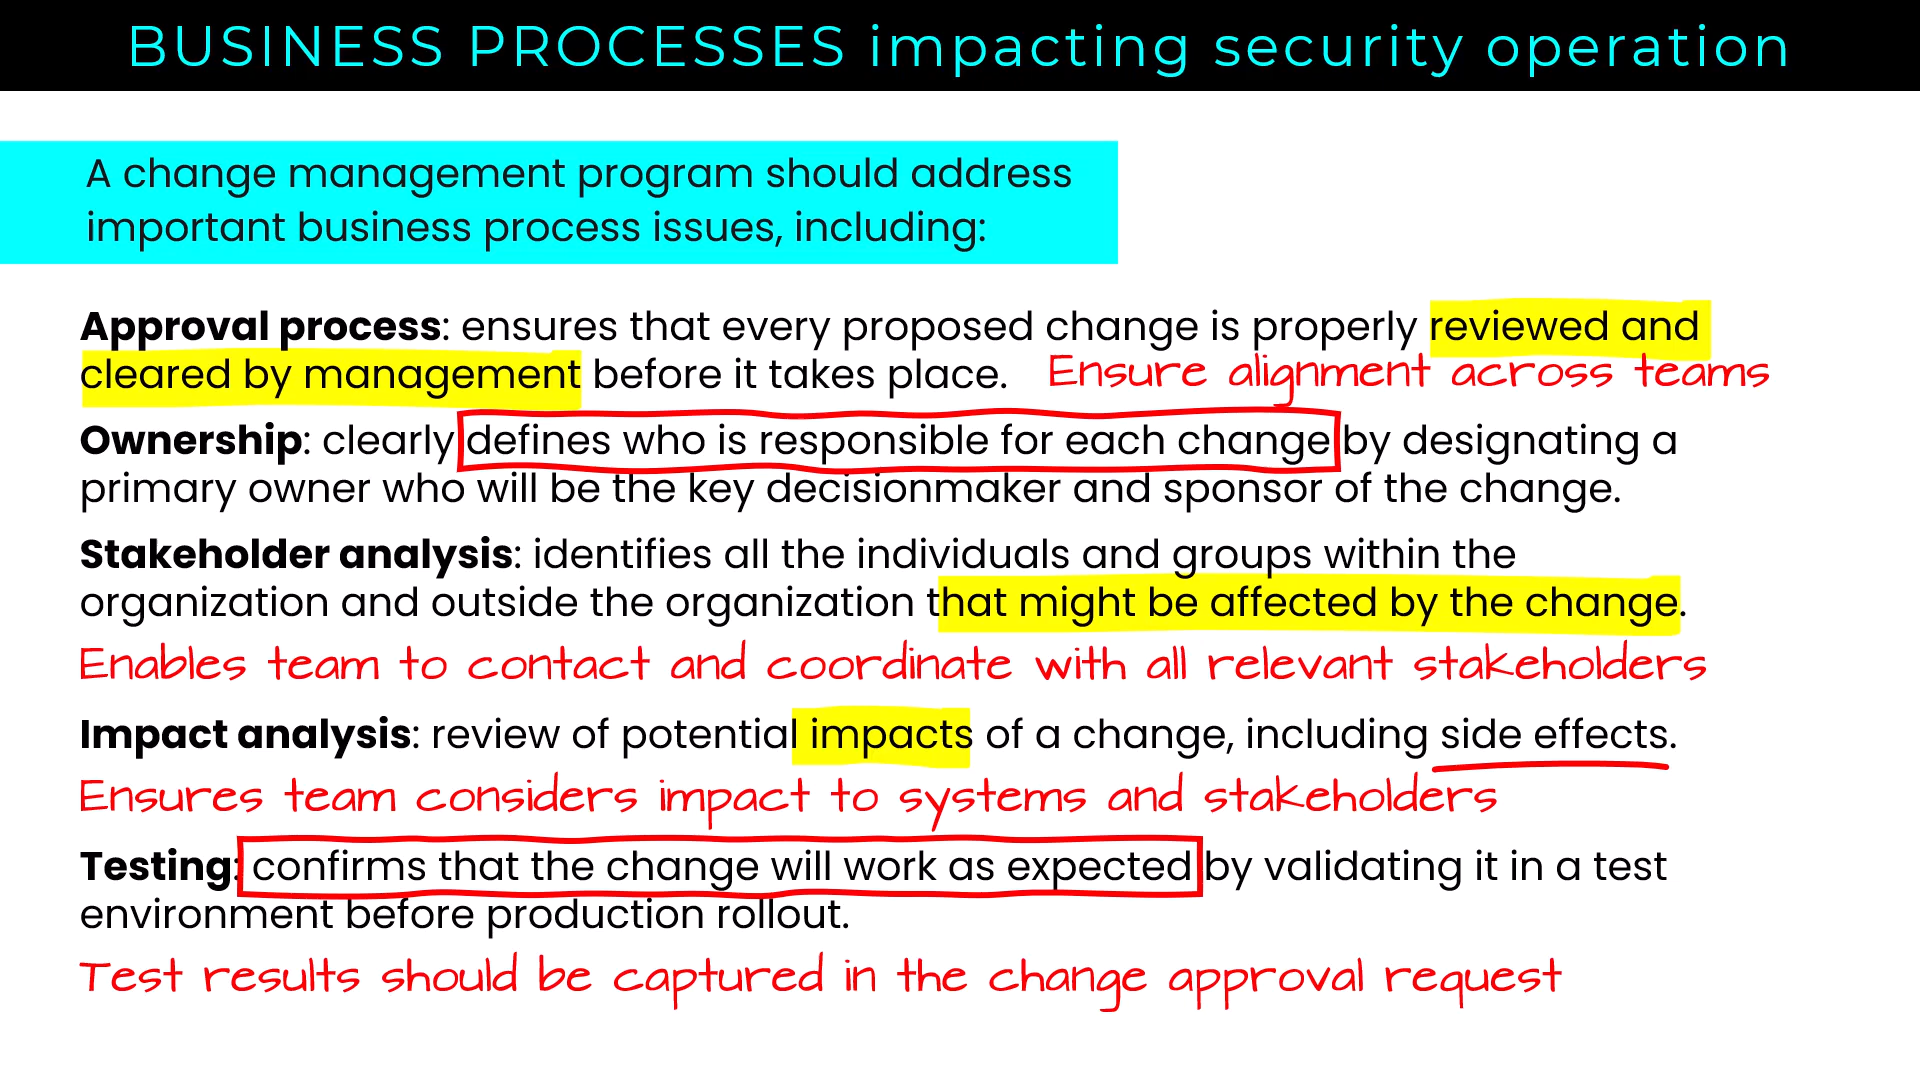 BUSINESS PROCESSES impacting security operation
A change management program should address
important business process issues, including:
Approval process: ensures that every proposed change is properly reviewed and
cleared by management before it takes place. Ensure alignment across teams
Ownership: clearly defines who is responsible for each change by designating a
primary owner who will be the key decisionmaker and sponsor of the change.
Stakeholder analysis: identifies all the individuals and groups within the
organization and outside the organization that might be affected by the change.
Enables team to contact and coordinate with all relevant stakeholders
Impact analysis: review of potential impacts of a change, including side effects.
Ensures team considers impact to systems and stakeholders
Testing: confirms that the change will work as expected by validating it in a test
environment before production rollout.
Test results should be captured in the change approval request